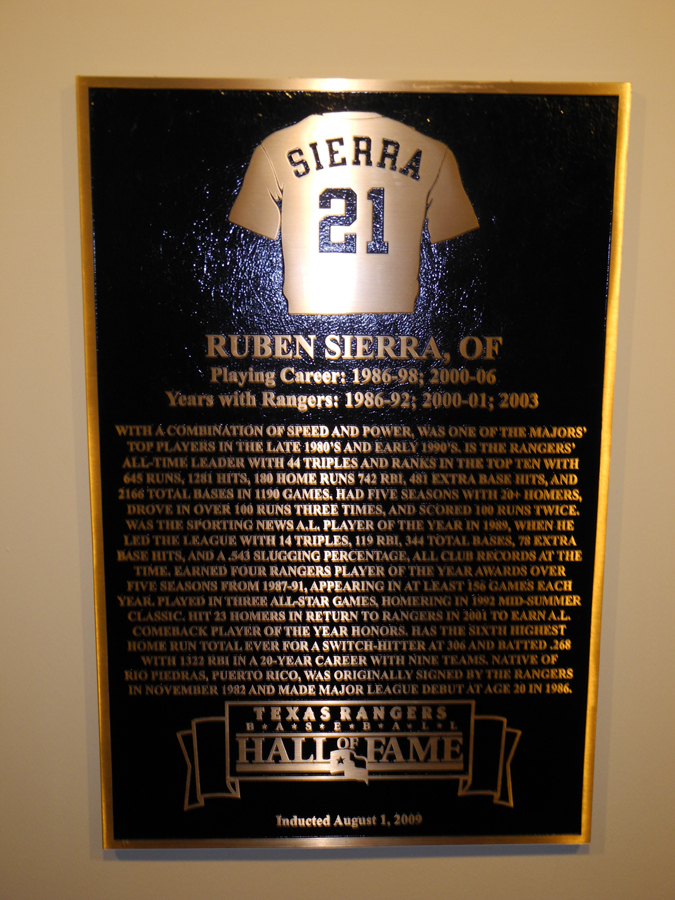 SIERRA
21
RUBEN SIERRA, OF
Playing Career: 1986-98; 2000-06
Years with Rangers: 1986-92; 2000-01; 2003
WITH A COMBINATION OF SPEED AND POWER, WAS ONE OF THE MAJORS'
TOP PLAYERS IN THE LATE 1980'S AND EARLY 1990'S. IS THE RANGERS'
ALL-TIME LEADER WITH 44 TRIPLES AND RANKS IN THE TOP TEN WITH
645 RUNS, 1281 HITS, 180 HOME RUNS 742 RBI, 481 EXTRA BASE HITS, AND
2166 TOTAL BASES IN 1190 GAMES. HAD FIVE SEASONS WITH 20+ HOMERS,
DROVE IN OVER 100 RUNS THREE TIMES, AND SCORED 100 RUNS TWICE.
WAS THE SPORTING NEWS A.L. PLAYER OF THE YEAR IN 1989, WHEN HE
LED THE LEAGUE WITH 14 TRIPLES, 119 RBI, 344 TOTAL BASES, 78 EXTRA
BASE HITS, AND A .543 SLUGGING PERCENTAGE, ALL CLUB RECORDS AT THE
TIME. EARNED FOUR RANGERS PLAYER OF THE YEAR AWARDS OVER
FIVE SEASONS FROM 1987-91, APPEARING IN AT LEAST 156 GAMES EACH
YEAR. PLAYED IN THREE ALL-STAR GAMES, HOMERING IN 1992 MID-SUMMER
CLASSIC. HIT 23 HOMERS IN RETURN TO RANGERS IN 2001 TO EARN A.L.
COMEBACK PLAYER OF THE YEAR HONORS. HAS THE SIXTH HIGHEST
HOME RUN TOTAL EVER FOR A SWITCH-HITTER AT 306 AND BATTED .268
WITH 1322 RBI IN A 20-YEAR CAREER WITH NINE TEAMS. NATIVE OF
RIO PIEDRAS, PUERTO RICO, WAS ORIGINALLY SIGNED BY THE RANGERS
IN NOVEMBER 1982 AND MADE MAJOR LEAGUE DEBUT AT AGE 20 IN 1986.
TEXAS RANGERS
B★A★S★E★B★A★L★L
HALL OF FAME
Inducted August 1, 2009